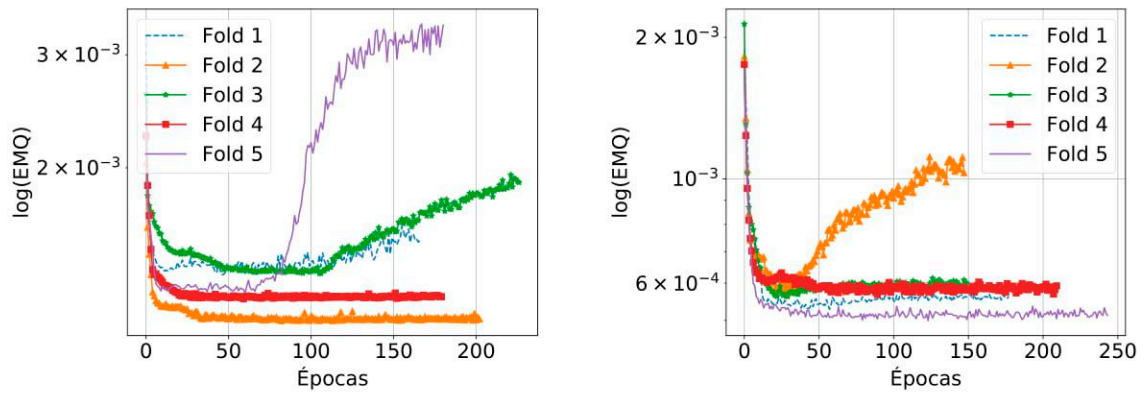 3 × 10⁻³
2 × 10⁻³
log(EMQ)
Fold 1
Fold 2
Fold 3
Fold 4
Fold 5
0
50
100
150
200
Épocas
2 × 10⁻³
10⁻³
6 × 10⁻⁴
log(EMQ)
Fold 1
Fold 2
Fold 3
Fold 4
Fold 5
0
50
100
150
200
250
Épocas